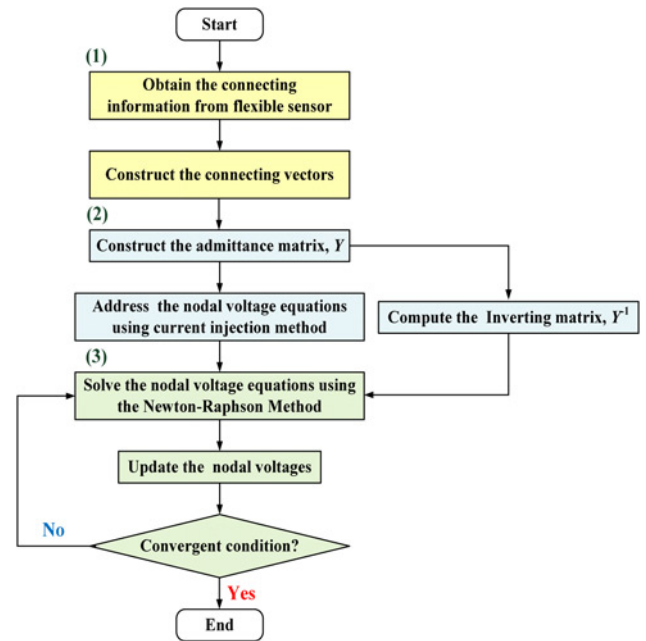 Start
(1)
Obtain the connecting
information from flexible sensor
Construct the connecting vectors
(2)
Construct the admittance matrix, Y
Address the nodal voltage equations
using current injection method
Compute the Inverting matrix, Y¹
(3)
Solve the nodal voltage equations using
the Newton-Raphson Method
Update the nodal voltages
No
Convergent condition?
Yes
End